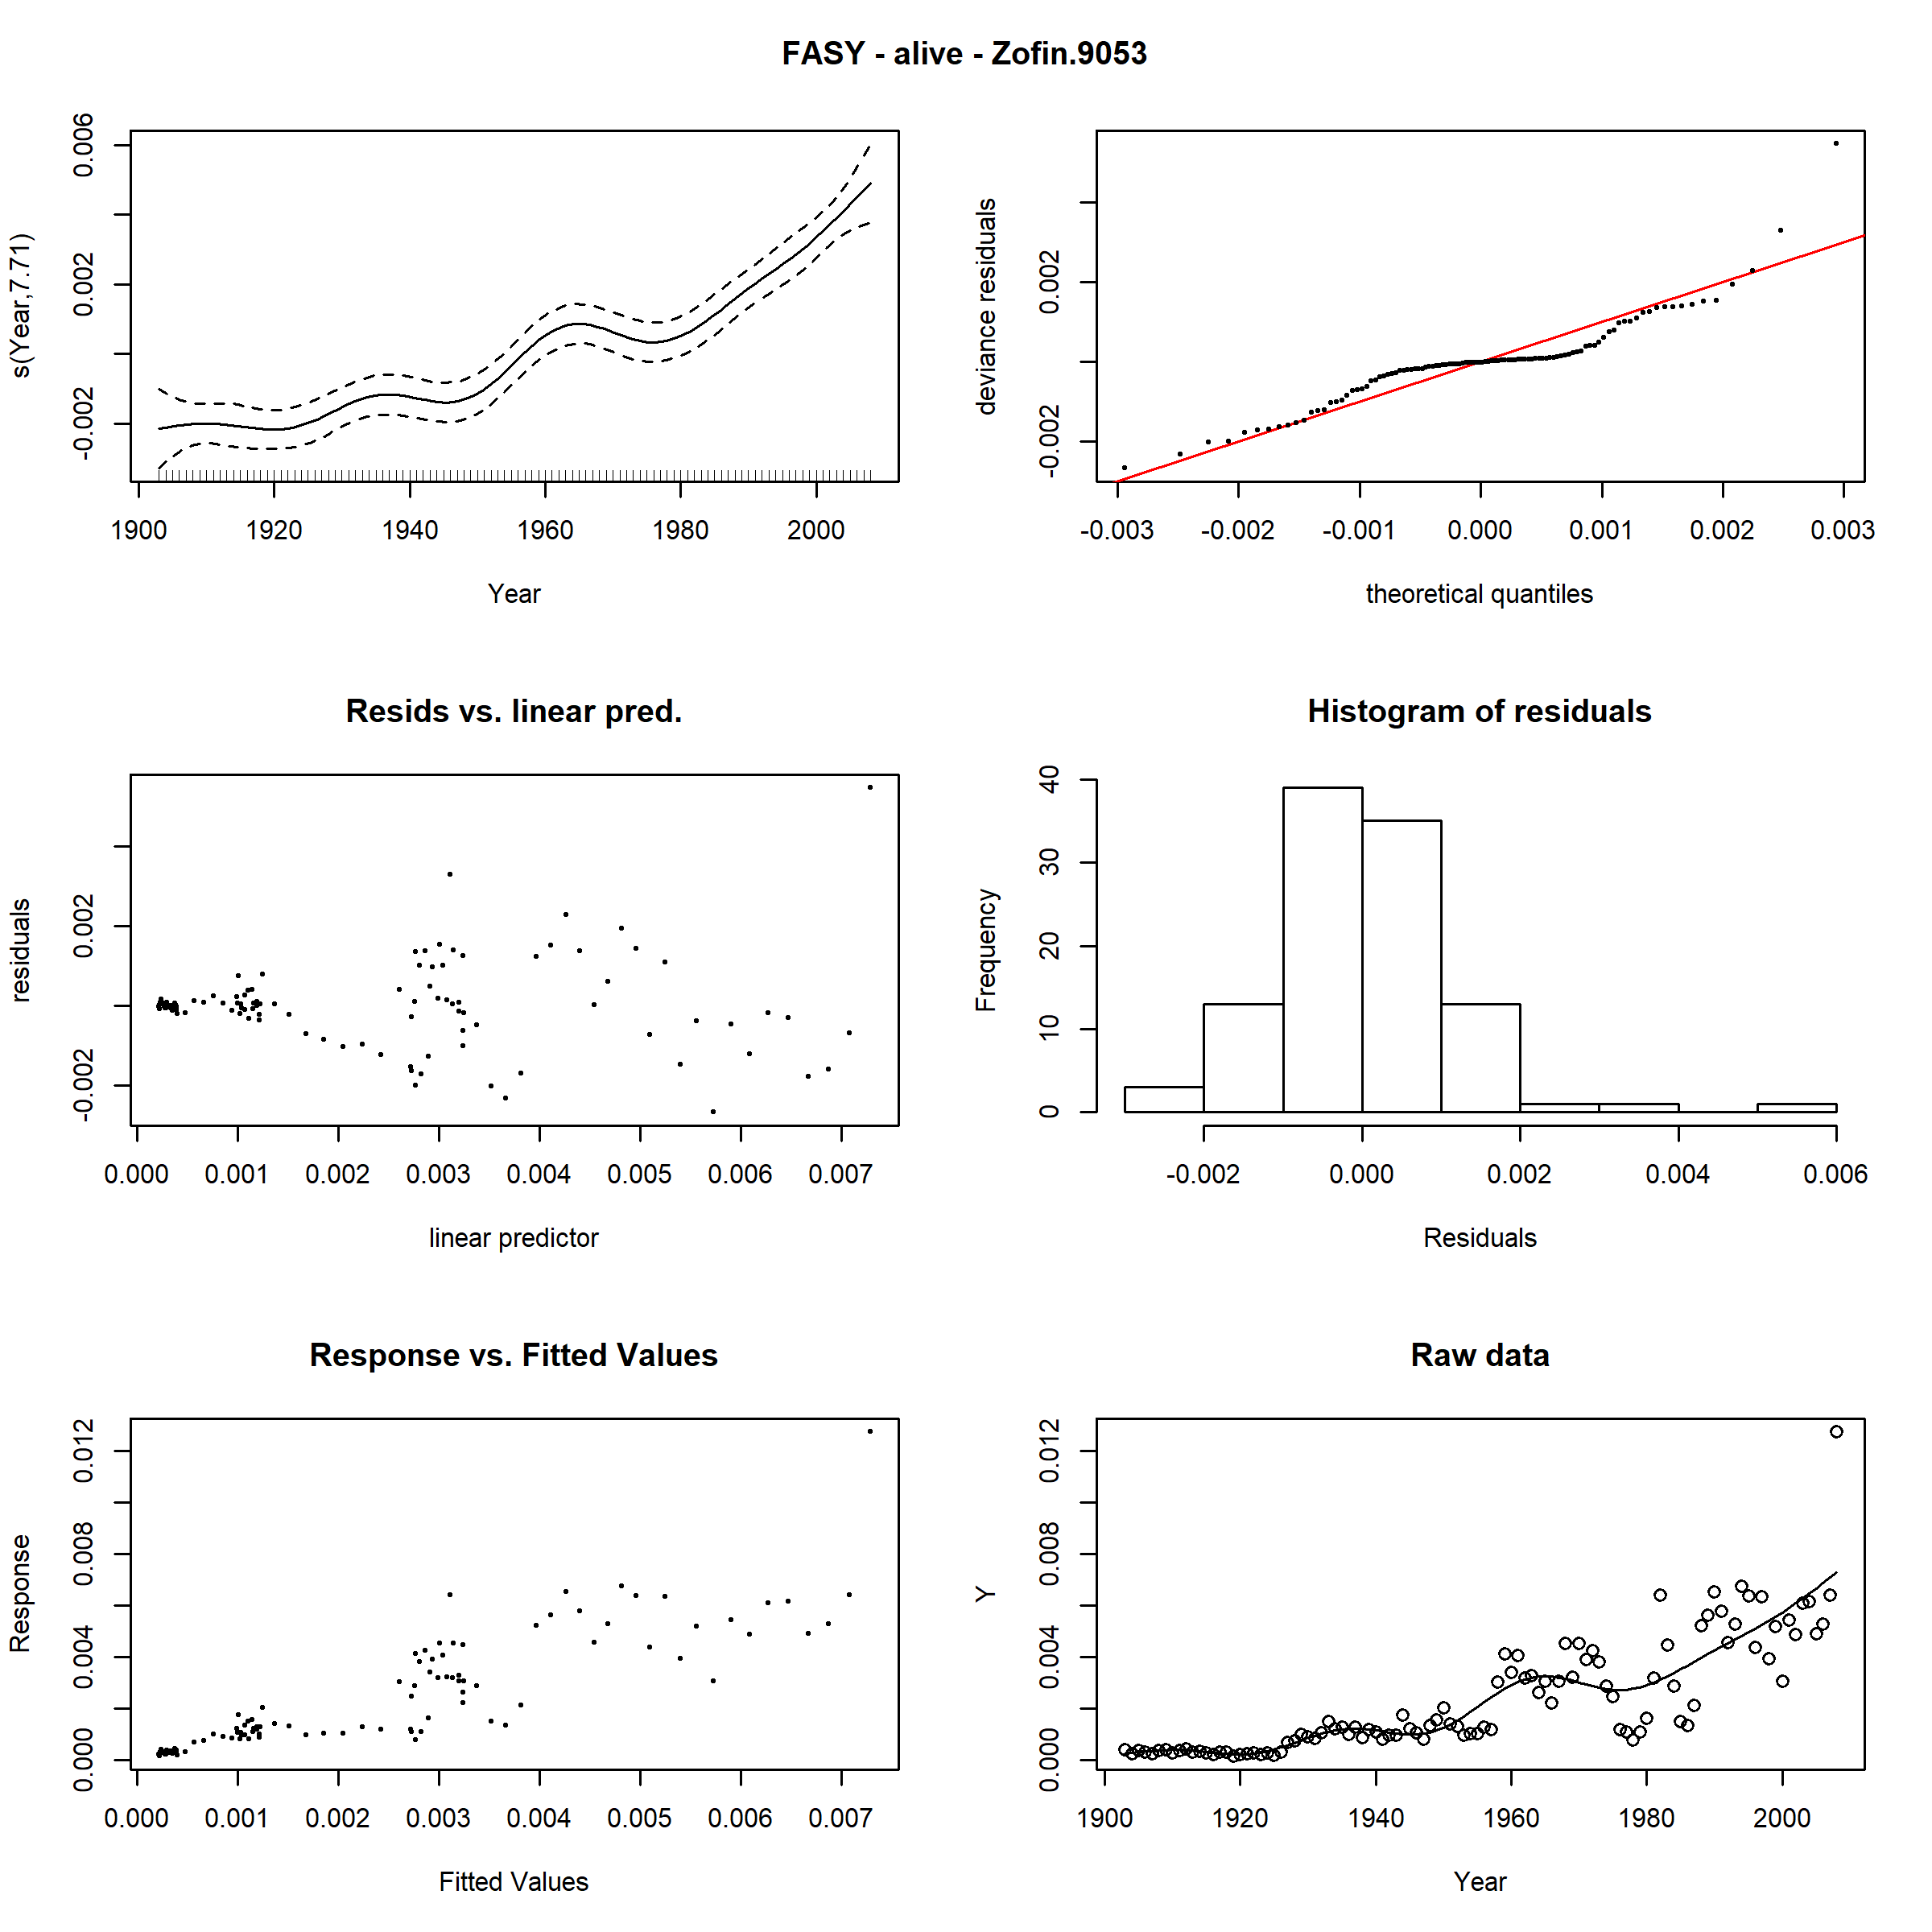 FASY - alive - Zofin.9053
s(Year,7.71)
-0.002 0.002 0.006
1900 1920 1940 1960 1980 2000
Year
deviance residuals
-0.002 0.002
-0.003 -0.002 -0.001 0.000 0.001 0.002 0.003
theoretical quantiles
Resids vs. linear pred.
residuals
-0.002 0.002
0.000 0.001 0.002 0.003 0.004 0.005 0.006 0.007
linear predictor
Histogram of residuals
Frequency
0 10 20 30 40
-0.002 0.000 0.002 0.004 0.006
Residuals
Response vs. Fitted Values
Response
0.000 0.004 0.008 0.012
0.000 0.001 0.002 0.003 0.004 0.005 0.006 0.007
Fitted Values
Raw data
Y
0.000 0.004 0.008 0.012
1900 1920 1940 1960 1980 2000
Year